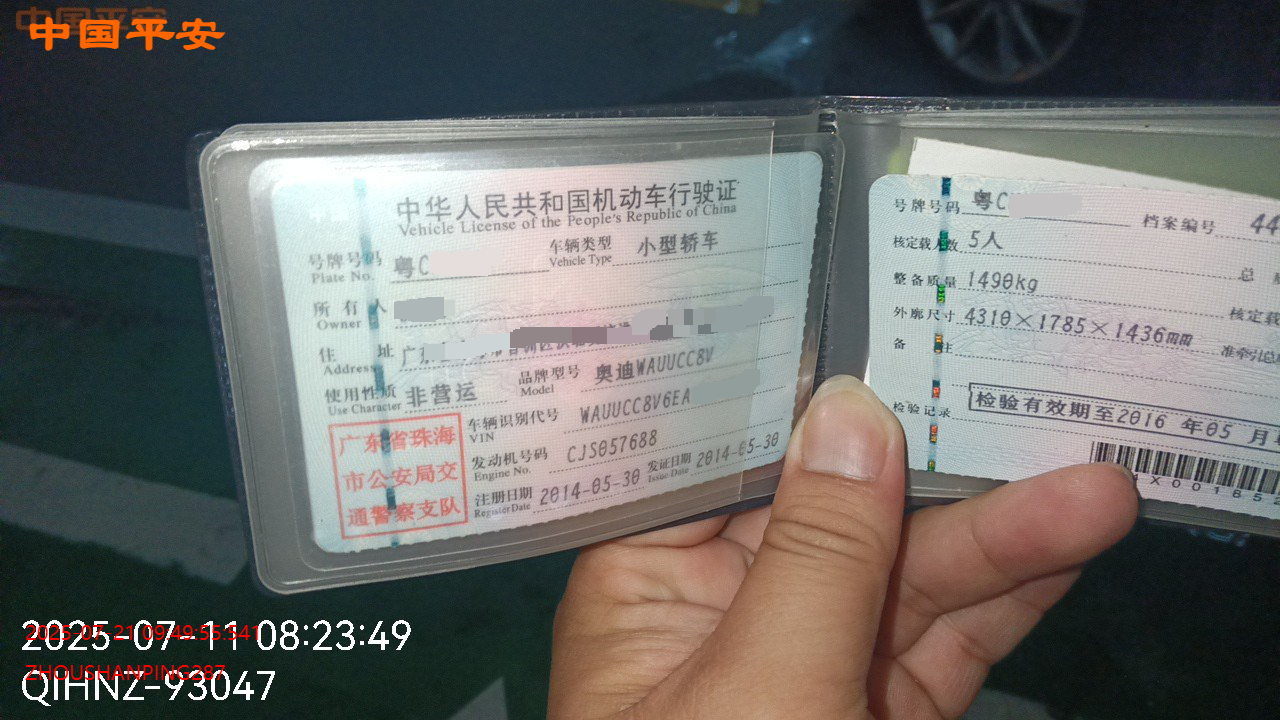 中国平安
中华人民共和国机动车行驶证
Vehicle License of the People's Republic of China
号牌号码 粤C 车辆类型 小型轿车
Plate No. Vehicle Type
所有人
Owner
住址 广
Address
使用性质 非营运 品牌型号 奥迪WAUUCC8V
Use Character Model
车辆识别代号 WAUUCC8V6EA
VIN
广东省珠海
市公安局交
通警察支队
发动机号码 CJS057688
Engine No.
注册日期 2014-05-30 发证日期 2014-05-30
Register Date Issue Date
号牌号码 粤C 档案编号 44
核定载人数 5人 总
整备质量 1490kg 核定载
外廓尺寸 4310×1785×1436mm
备注
检验记录 检验有效期至2016 年05 月
2025-07-11 08:23:49
2025-07-21 09:49:55.541
ZHOUSHANPING287
QIHNZ-93047